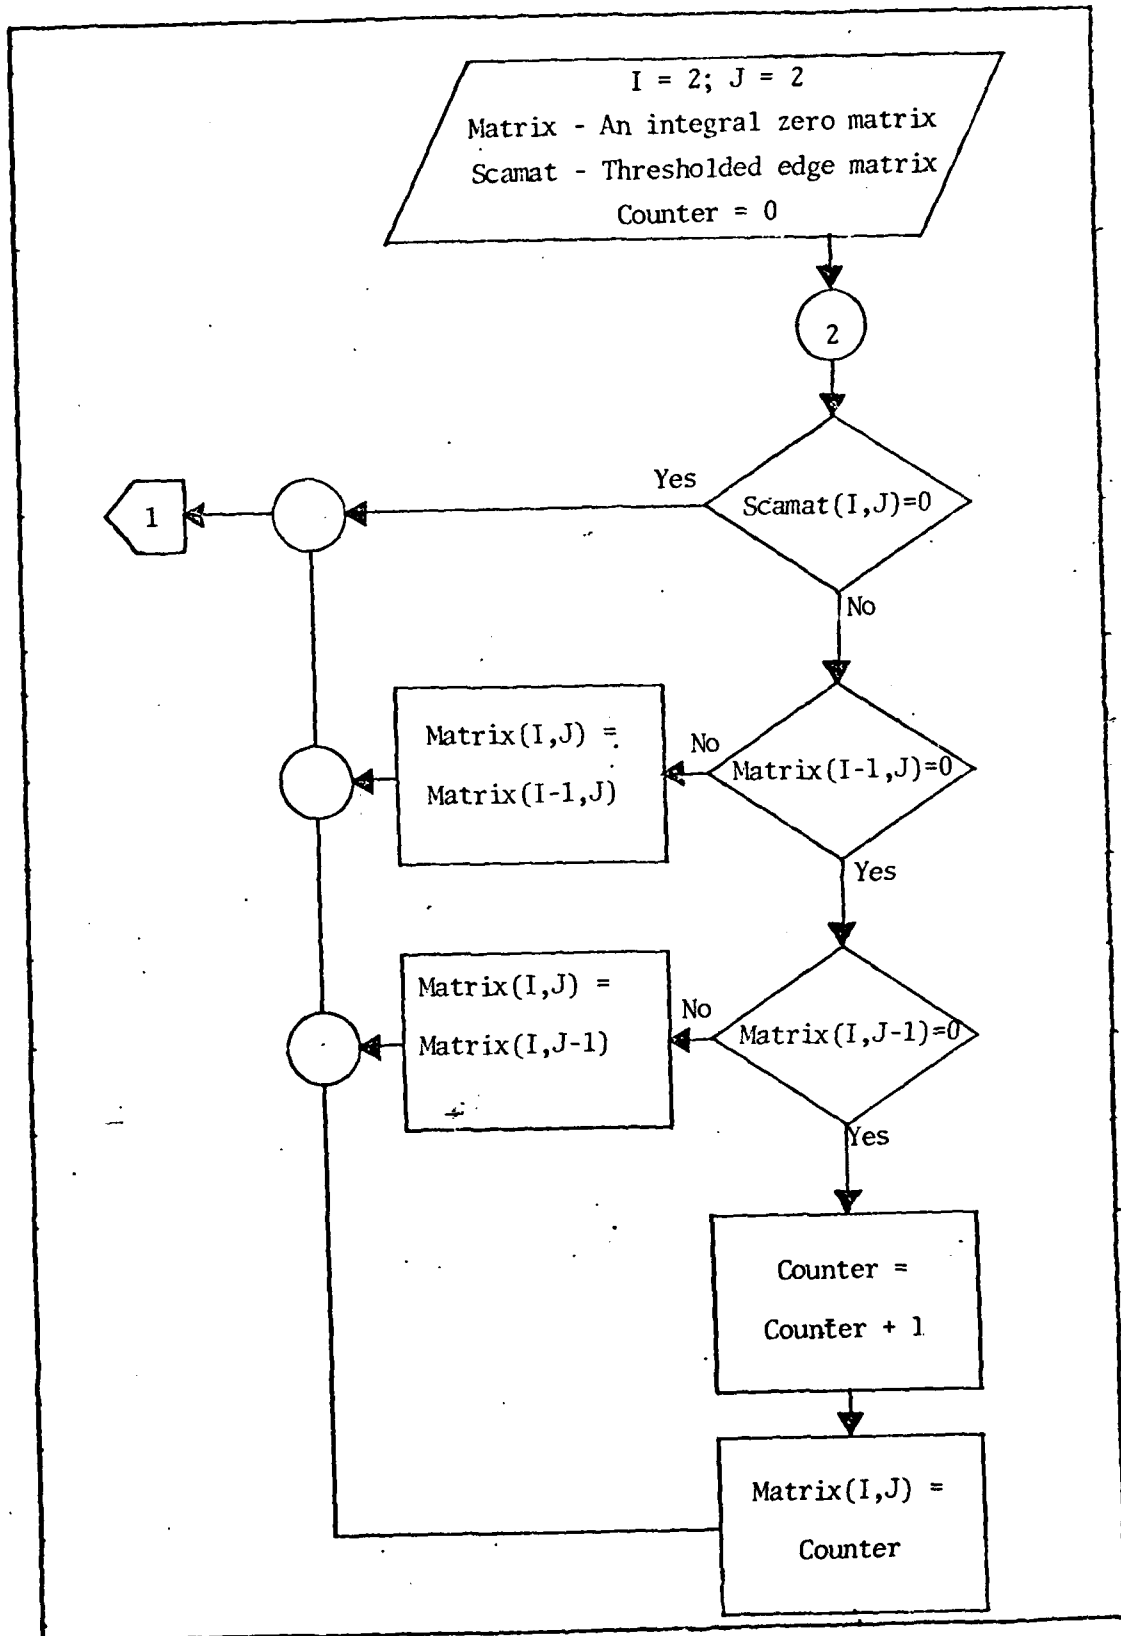 I = 2; J = 2
Matrix - An integral zero matrix
Scamat - Thresholded edge matrix
Counter = 0
2
Yes
Scamat(I,J)=0
1
No
Matrix(I,J) =
Matrix(I-1,J)
No
Matrix(I-1,J)=0
Yes
Matrix(I,J) =
Matrix(I,J-1)
No
Matrix(I,J-1)=0
Yes
Counter =
Counter + 1
Matrix(I,J) =
Counter